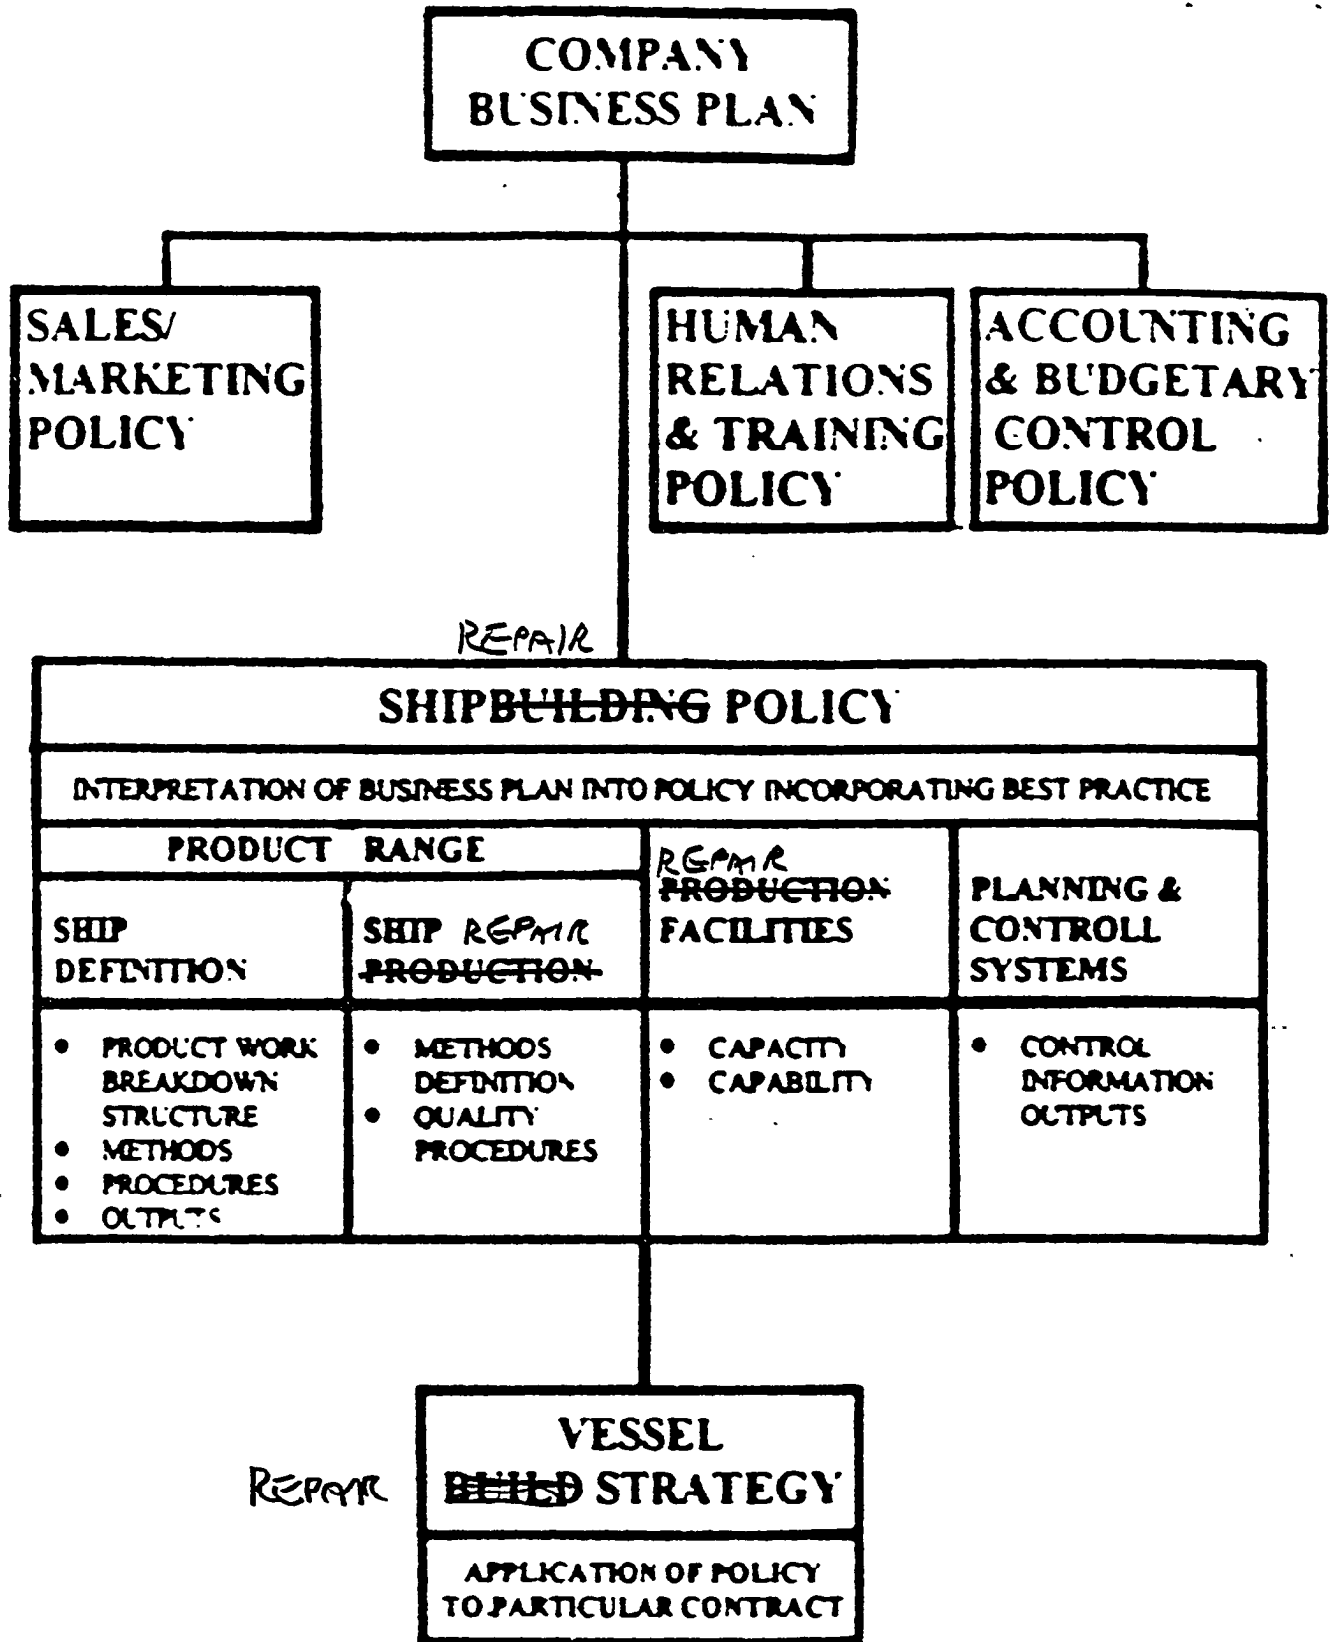 COMPANY
BUSINESS PLAN
SALES/
MARKETING
POLICY
HUMAN
RELATIONS
& TRAINING
POLICY
ACCOUNTING
& BUDGETARY
CONTROL
POLICY
REPAIR
SHIPBUILDING POLICY
INTERPRETATION OF BUSINESS PLAN INTO POLICY INCORPORATING BEST PRACTICE
PRODUCT RANGE
SHIP
DEFINITION
SHIP REPAIR
PRODUCTION
REPAIR
PRODUCTION
FACILITIES
PLANNING &
CONTROLL
SYSTEMS
• PRODUCT WORK
BREAKDOWN
STRUCTURE
• METHODS
• PROCEDURES
• OUTPUTS
• METHODS
DEFINITION
• QUALITY
PROCEDURES
• CAPACITY
• CAPABILITY
• CONTROL
INFORMATION
OUTPUTS
VESSEL
REPAIR BUILD STRATEGY
APPLICATION OF POLICY
TO PARTICULAR CONTRACT